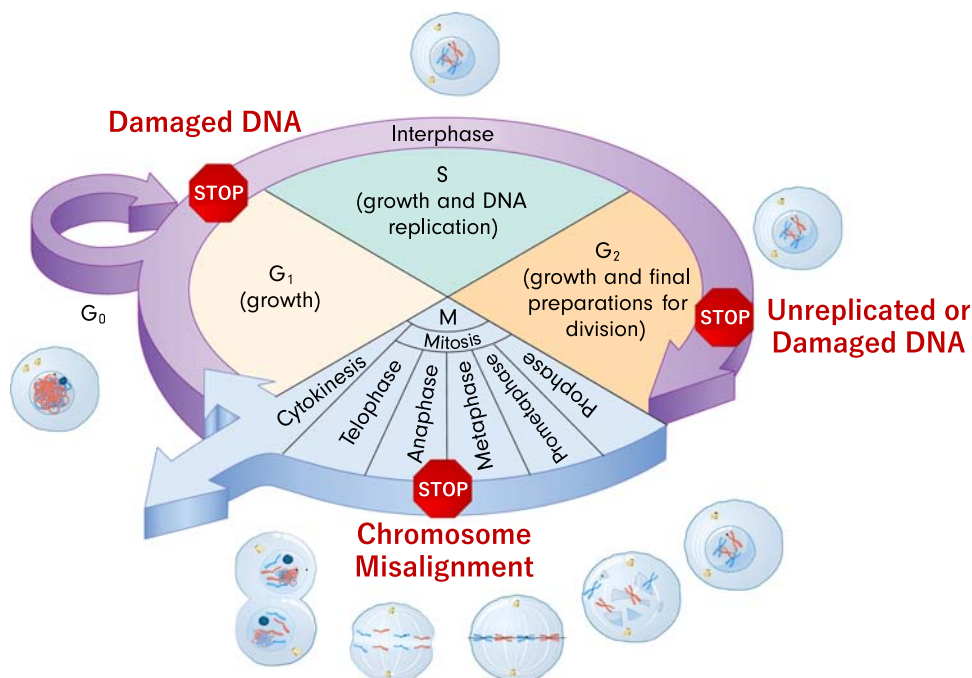 Damaged DNA
Interphase
STOP
S
(growth and DNA
replication)
G₁
(growth)
G₂
(growth and final
preparations for
division)
G₀
STOP
Unreplicated or
Damaged DNA
M
Mitosis
Cytokinesis
Telophase
Anaphase
Metaphase
Prometaphase
Prophase
STOP
Chromosome
Misalignment